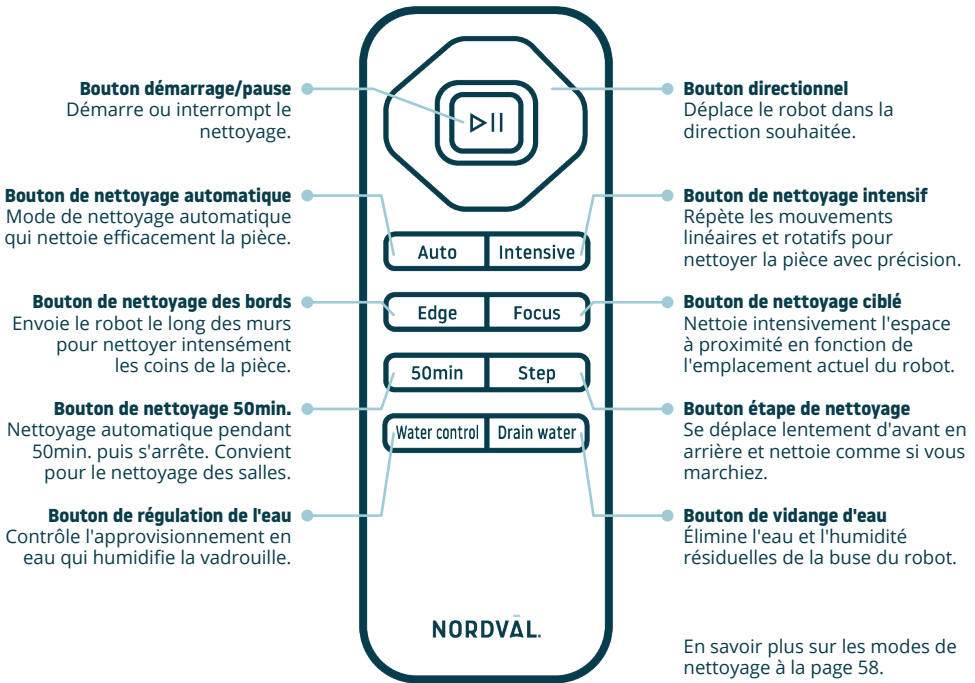 Bouton démarrage/pause
Démarre ou interrompt le
nettoyage.
Bouton de nettoyage automatique
Mode de nettoyage automatique
qui nettoie efficacement la pièce.
Bouton de nettoyage des bords
Envoie le robot le long des murs
pour nettoyer intensément
les coins de la pièce.
Bouton de nettoyage 50min.
Nettoyage automatique pendant
50min. puis s'arrête. Convient
pour le nettoyage des salles.
Bouton de régulation de l'eau
Contrôle l'approvisionnement en
eau qui humidifie la vadrouille.
Auto
Intensive
Edge
Focus
50min
Step
Water control
Drain water
NORDVĀL.
Bouton directionnel
Déplace le robot dans la
direction souhaitée.
Bouton de nettoyage intensif
Répète les mouvements
linéaires et rotatifs pour
nettoyer la pièce avec précision.
Bouton de nettoyage ciblé
Nettoie intensivement l'espace
à proximité en fonction de
l'emplacement actuel du robot.
Bouton étape de nettoyage
Se déplace lentement d'avant en
arrière et nettoie comme si vous
marchiez.
Bouton de vidange d'eau
Élimine l'eau et l'humidité
résiduelles de la buse du robot.
En savoir plus sur les modes de
nettoyage à la page 58.